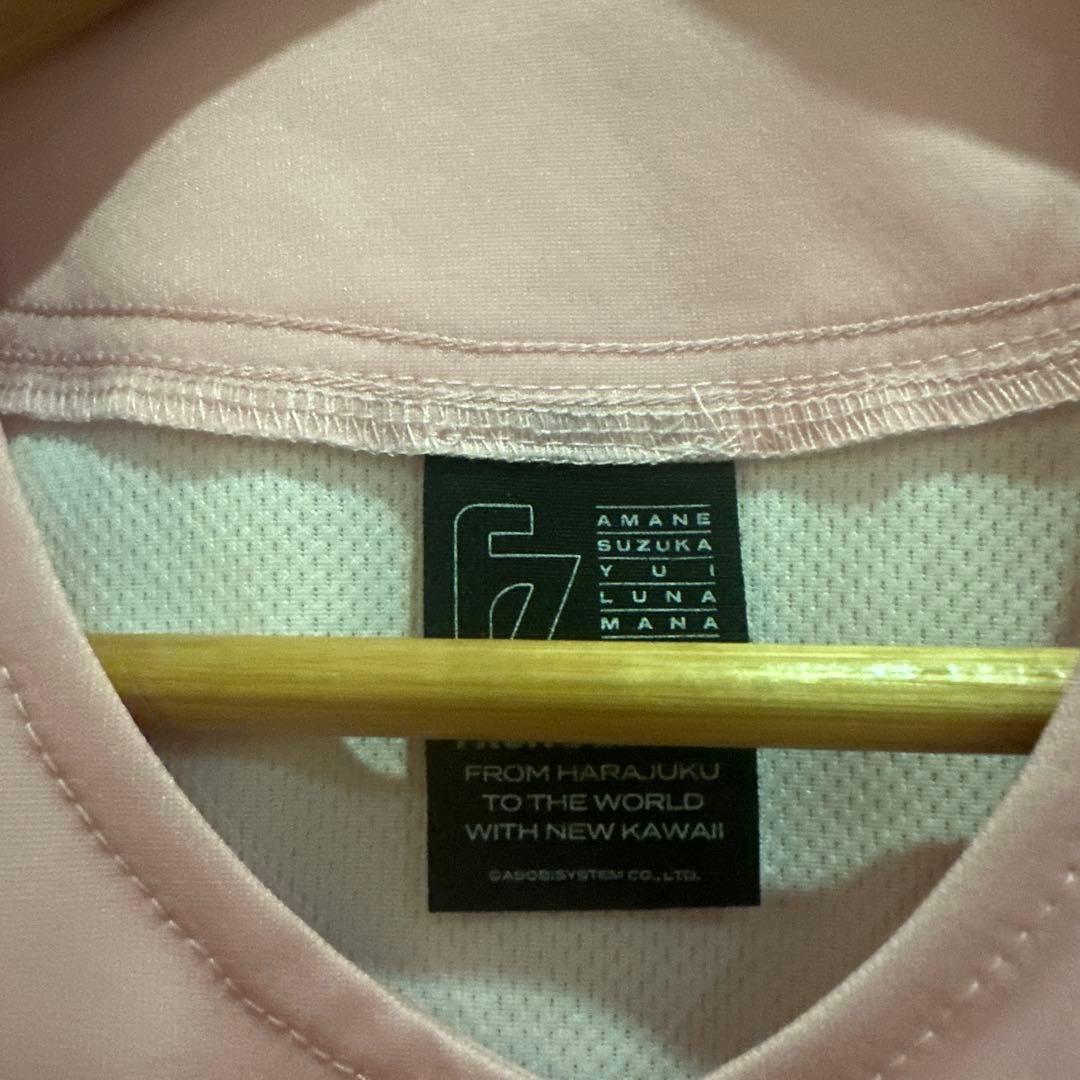 AMANE
SUZUKA
YUI
LUNA
MANA
FROM HARAJUKU
TO THE WORLD
WITH NEW KAWAII
©ASOBISYSTEM CO., LTD.